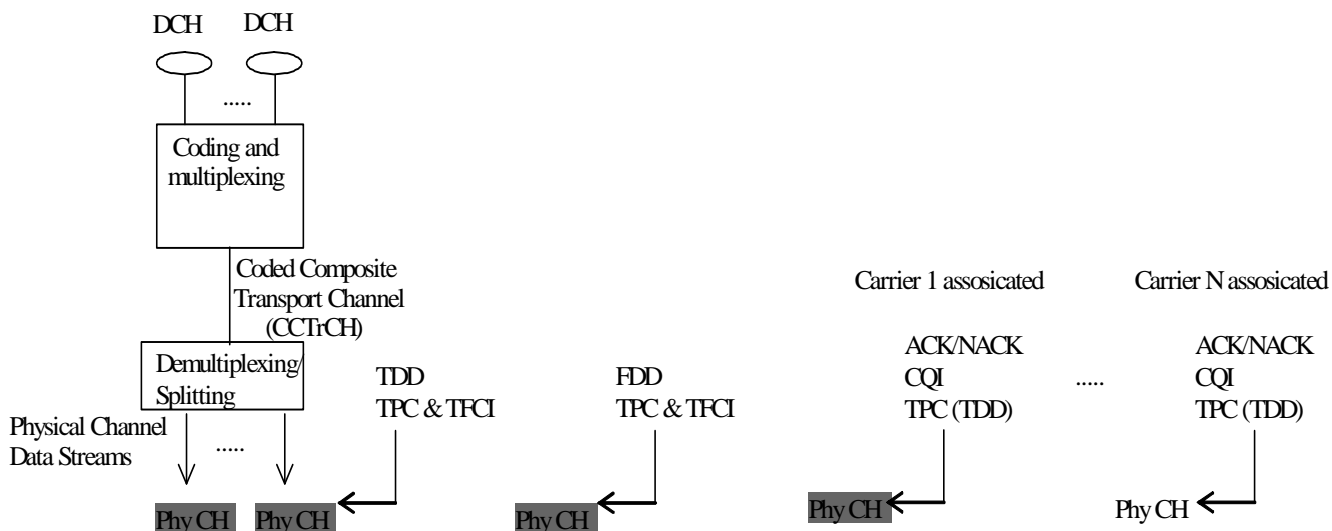 DCH DCH
.....
Coding and
multiplexing
Coded Composite
Transport Channel
(CCTrCH)
Demultiplexing/
Splitting
Physical Channel
Data Streams
.....
Phy CH Phy CH
TDD
TPC & TFCI
FDD
TPC & TFCI
Phy CH
Carrier 1 assosicated
ACK/NACK
CQI
TPC (TDD)
Phy CH
.....
Carrier N assosicated
ACK/NACK
CQI
TPC (TDD)
Phy CH